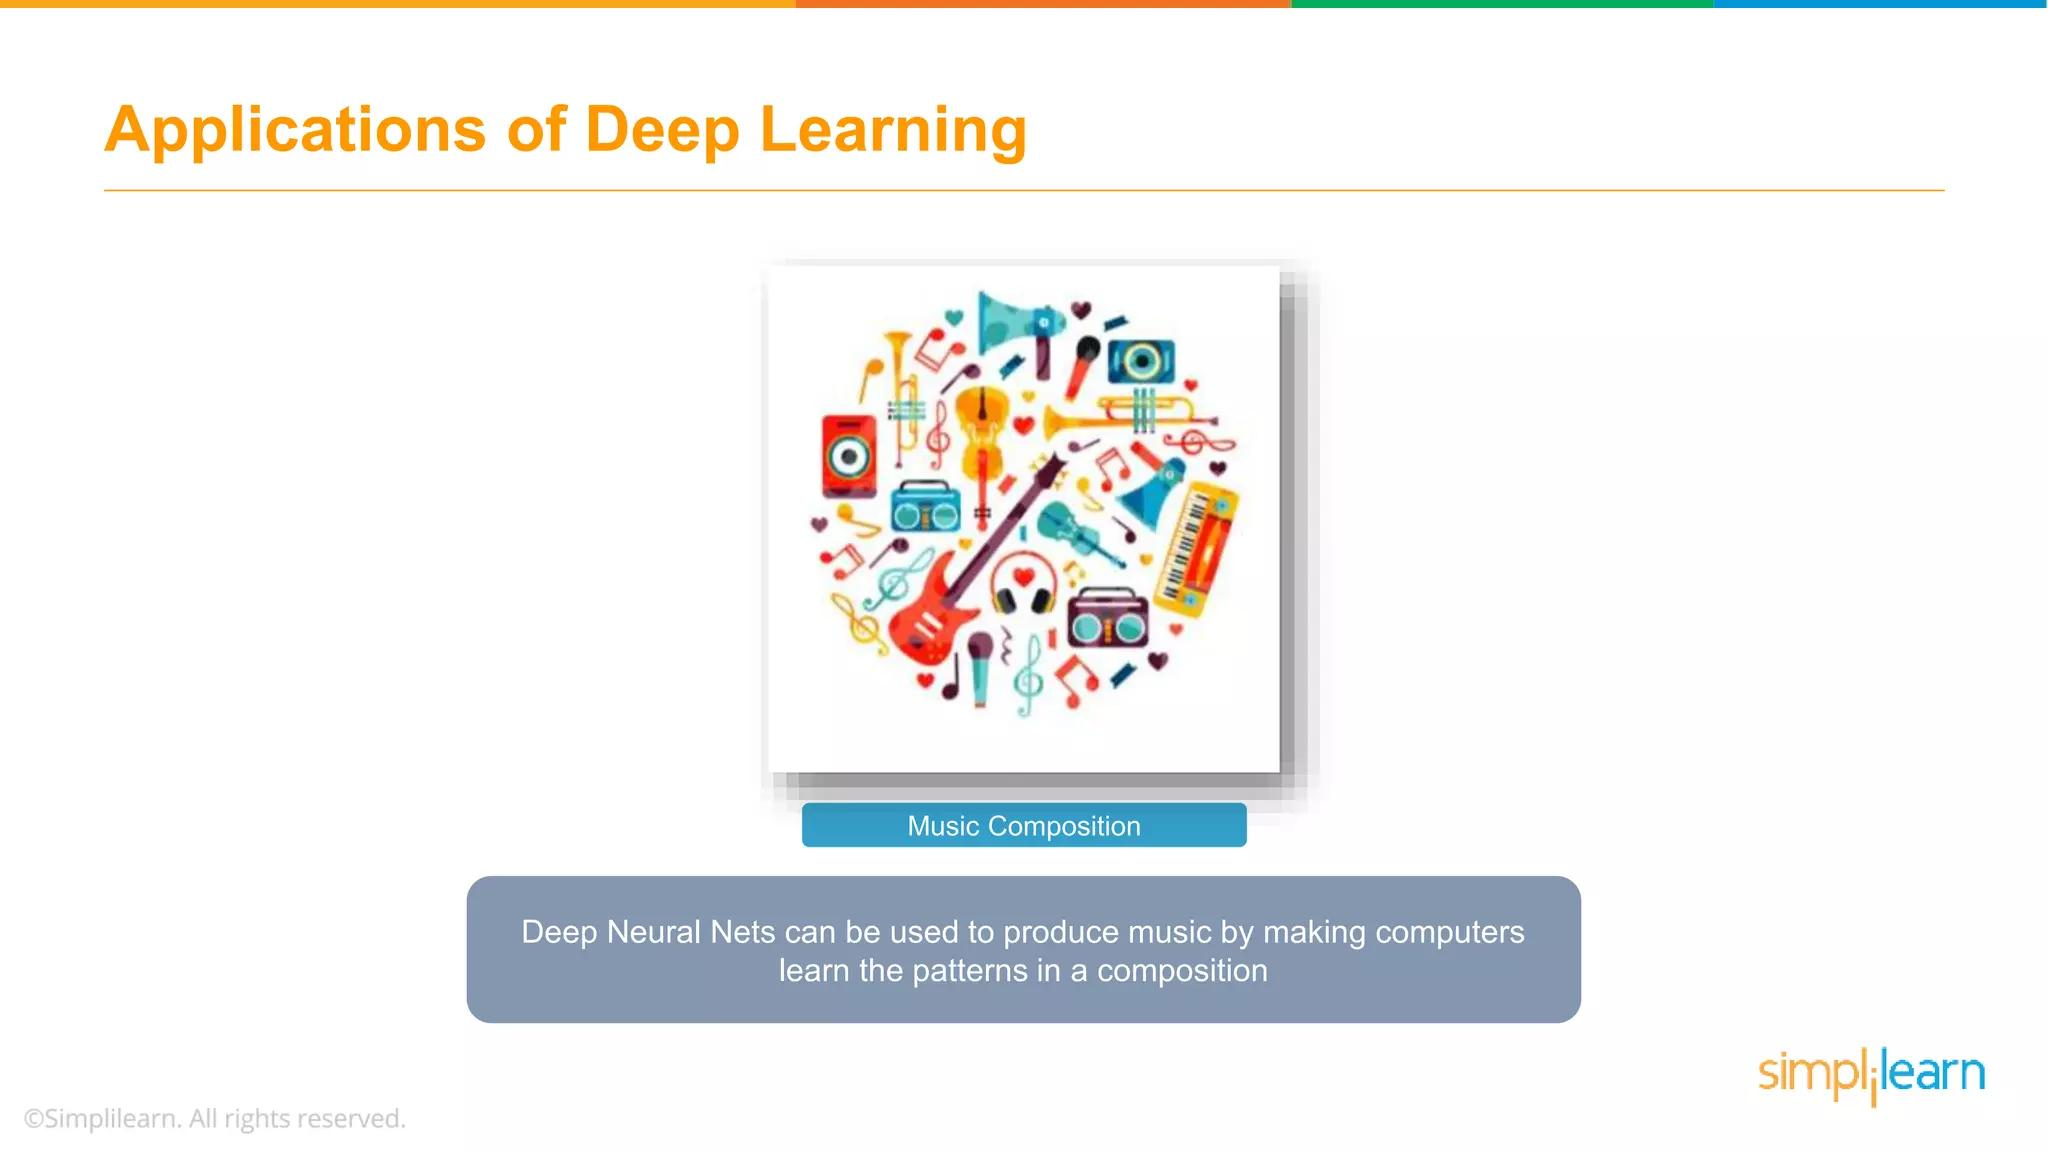 Applications of Deep Learning
Music Composition
Deep Neural Nets can be used to produce music by making computers
learn the patterns in a composition
simplilearn
©Simplilearn. All rights reserved.